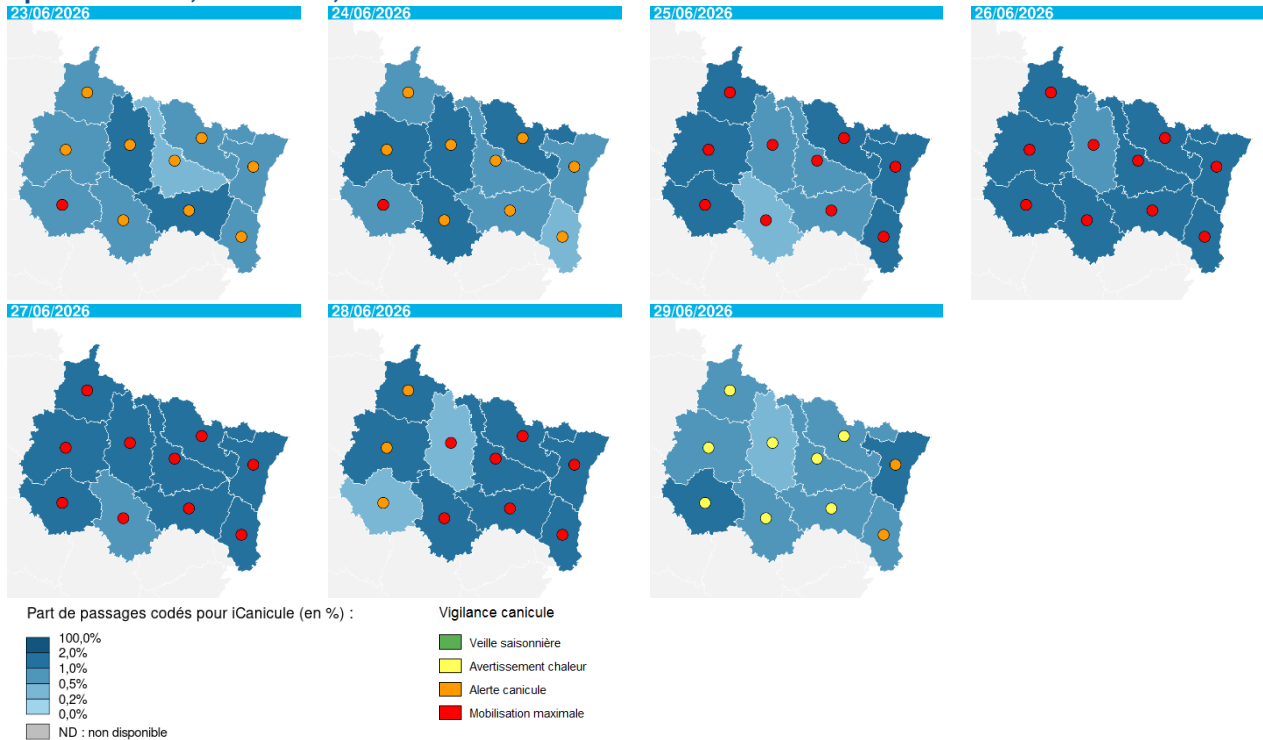 23/06/2026
24/06/2026
25/06/2026
26/06/2026
27/06/2026
28/06/2026
29/06/2026
Part de passages codés pour iCanicule (en %) :
100,0%
2,0%
1,0%
0,5%
0,2%
0,0%
ND : non disponible
Vigilance canicule
Veille saisonnière
Avertissement chaleur
Alerte canicule
Mobilisation maximale